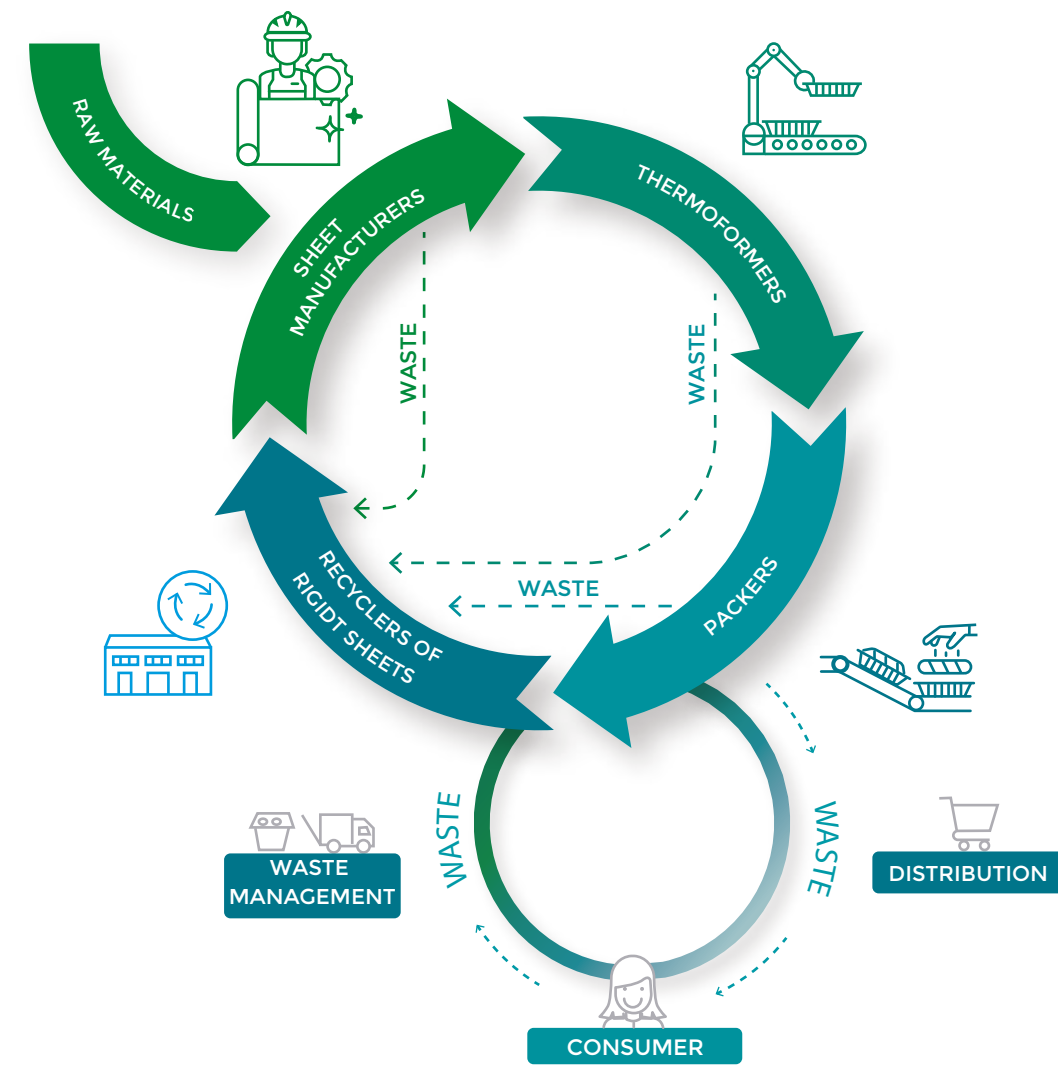 RAW MATERIALS
SHEET
MANUFACTURERS
THERMOFORMERS
WASTE
WASTE
WASTE
PACKERS
RECYCLERS OF
RIGIDT SHEETS
WASTE
WASTE
WASTE
MANAGEMENT
DISTRIBUTION
CONSUMER